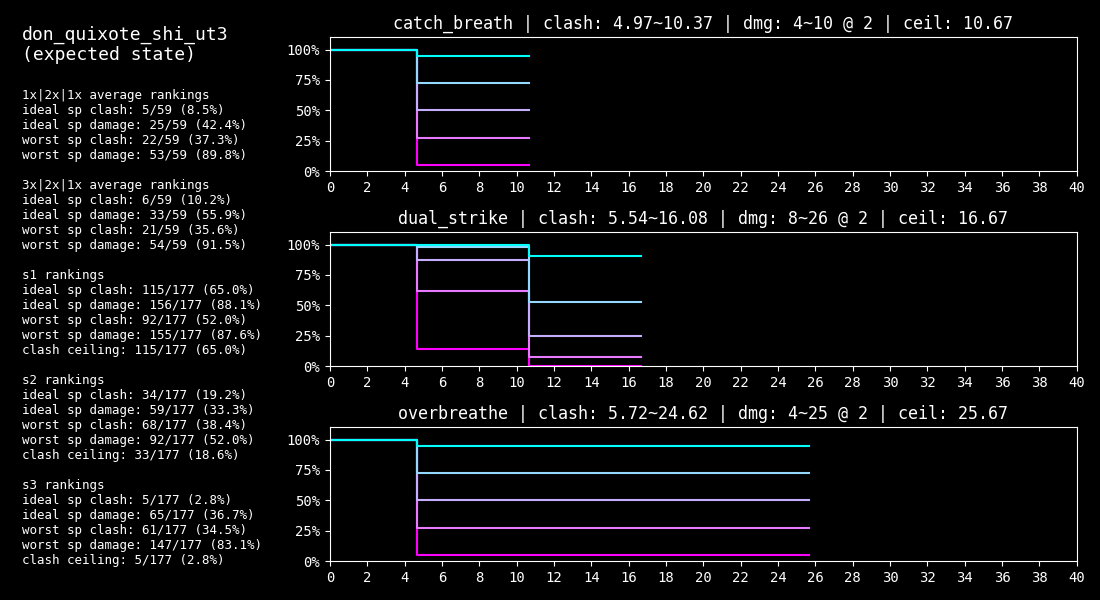 don_quixote_shi_ut3
(expected state)
1x|2x|1x average rankings
ideal sp clash: 5/59 (8.5%)
ideal sp damage: 25/59 (42.4%)
worst sp clash: 22/59 (37.3%)
worst sp damage: 53/59 (89.8%)
3x|2x|1x average rankings
ideal sp clash: 6/59 (10.2%)
ideal sp damage: 33/59 (55.9%)
worst sp clash: 21/59 (35.6%)
worst sp damage: 54/59 (91.5%)
s1 rankings
ideal sp clash: 115/177 (65.0%)
ideal sp damage: 156/177 (88.1%)
worst sp clash: 92/177 (52.0%)
worst sp damage: 155/177 (87.6%)
clash ceiling: 115/177 (65.0%)
s2 rankings
ideal sp clash: 34/177 (19.2%)
ideal sp damage: 59/177 (33.3%)
worst sp clash: 68/177 (38.4%)
worst sp damage: 92/177 (52.0%)
clash ceiling: 33/177 (18.6%)
s3 rankings
ideal sp clash: 5/177 (2.8%)
ideal sp damage: 65/177 (36.7%)
worst sp clash: 61/177 (34.5%)
worst sp damage: 147/177 (83.1%)
clash ceiling: 5/177 (2.8%)
catch_breath | clash: 4.97~10.37 | dmg: 4~10 @ 2 | ceil: 10.67
100%
75%
50%
25%
0%
0 2 4 6 8 10 12 14 16 18 20 22 24 26 28 30 32 34 36 38 40
dual_strike | clash: 5.54~16.08 | dmg: 8~26 @ 2 | ceil: 16.67
100%
75%
50%
25%
0%
0 2 4 6 8 10 12 14 16 18 20 22 24 26 28 30 32 34 36 38 40
overbreathe | clash: 5.72~24.62 | dmg: 4~25 @ 2 | ceil: 25.67
100%
75%
50%
25%
0%
0 2 4 6 8 10 12 14 16 18 20 22 24 26 28 30 32 34 36 38 40